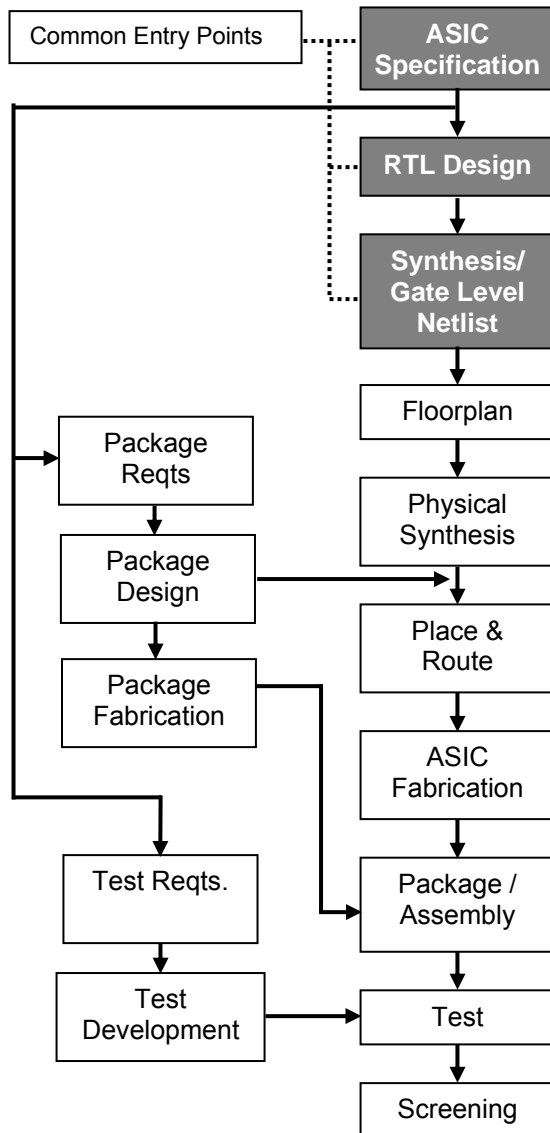 Common Entry Points
ASIC
Specification
RTL Design
Synthesis/
Gate Level
Netlist
Floorplan
Package
Reqts
Physical
Synthesis
Package
Design
Place &
Route
Package
Fabrication
ASIC
Fabrication
Test Reqts.
Package /
Assembly
Test
Development
Test
Screening